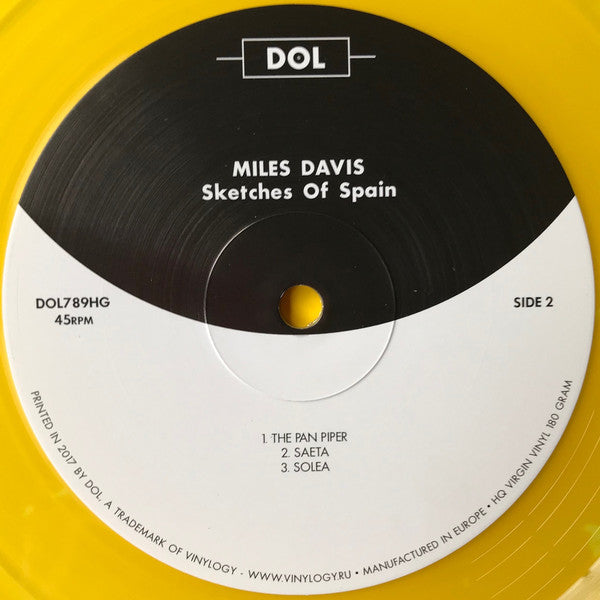 DOL
MILES DAVIS
Sketches Of Spain
DOL789HG
45RPM
SIDE 2
1. THE PAN PIPER
2. SAETA
3. SOLEA
PRINTED IN 2017 BY DOL, A TRADEMARK OF VINYLOGY - WWW.VINYLOGY.RU • MANUFACTURED IN EUROPE • HQ VIRGIN VINYL 180 GRAM